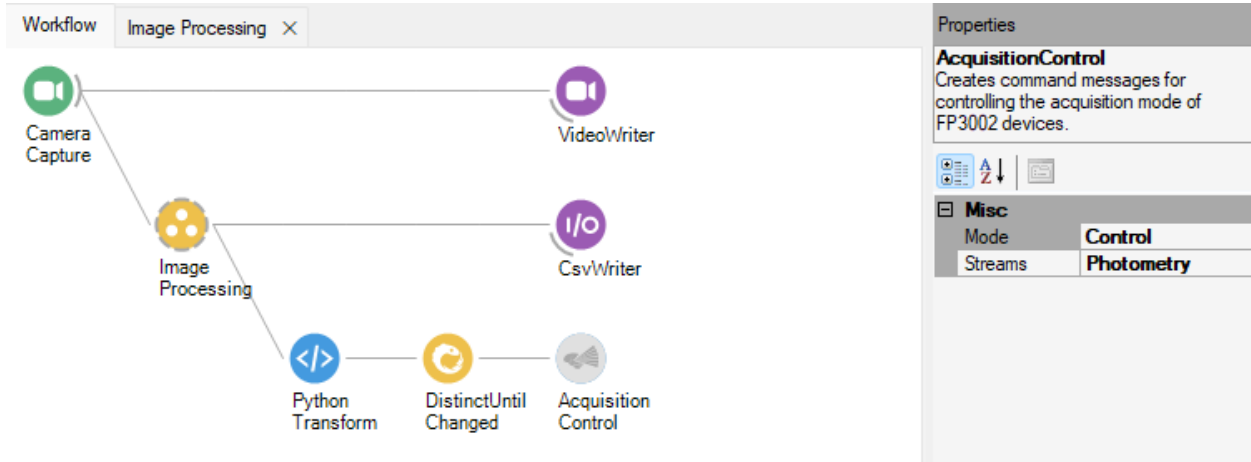 Workflow
Image Processing
Camera
Capture
VideoWriter
Image
Processing
I/O
CsvWriter
</>
Python
Transform
DistinctUntil
Changed
Acquisition
Control
Properties
AcquisitionControl
Creates command messages for
controlling the acquisition mode of
FP3002 devices.
A
Z
Misc
Mode Control
Streams Photometry